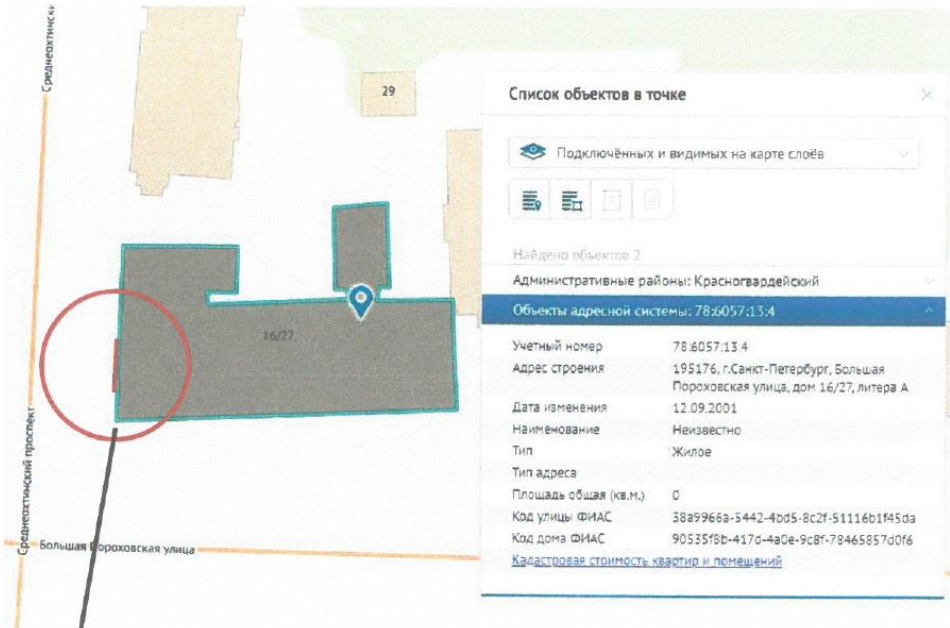 Среднеохтински
29
16/27
Среднеохтинский проспект
Большая Пороховская улица
Список объектов в точке
Подключённых и видимых на карте слоёв
Найдено объектов 2
Административные районы: Красногвардейский
Объекты адресной системы: 78:6057:13:4
Учетный номер 78:6057:13:4
Адрес строения 195176, г.Санкт-Петербург, Большая
Пороховская улица, дом 16/27, литера А
Дата изменения 12.09.2001
Наименование Неизвестно
Тип Жилое
Тип адреса
Площадь общая (кв.м.) 0
Код улицы ФИАС 38a9966a-5442-4bd5-8c2f-51116b1f45da
Код дома ФИАС 90535f8b-417d-4a0e-9c8f-78465857d0f6
Кадастровая стоимость квартир и помещений